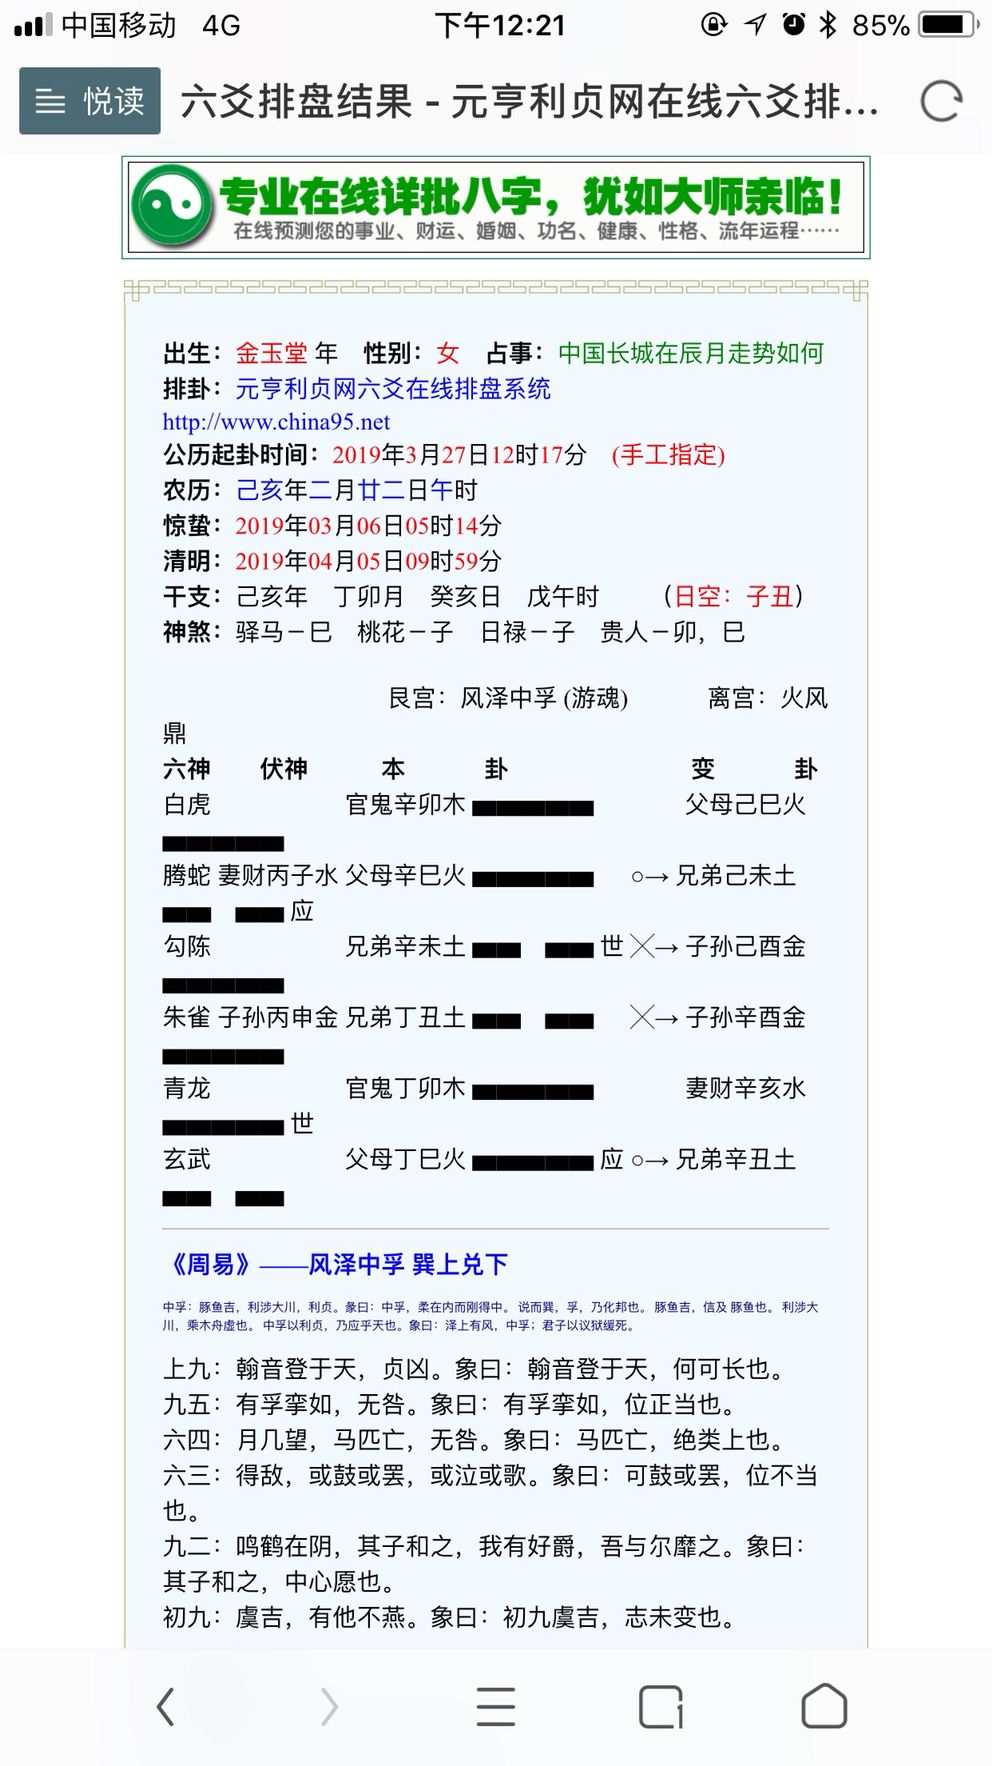 中国移动 4G 下午12:21 85%
悦读 六爻排盘结果 - 元亨利贞网在线六爻排...
专业在线详批八字，犹如大师亲临！
在线预测您的事业、财运、婚姻、功名、健康、性格、流年运程……
出生：金玉堂 年 性别：女 占事：中国长城在辰月走势如何
排卦：元亨利贞网六爻在线排盘系统
http://www.china95.net
公历起卦时间：2019年3月27日12时17分 (手工指定)
农历：己亥年二月廿二日午时
惊蛰：2019年03月06日05时14分
清明：2019年04月05日09时59分
干支：己亥年 丁卯月 癸亥日 戊午时 （日空：子丑）
神煞：驿马－巳 桃花－子 日禄－子 贵人－卯，巳
艮宫：风泽中孚 (游魂) 离宫：火风
鼎
六神 伏神 本 卦 变 卦
白虎 官鬼辛卯木 父母己巳火
腾蛇 妻财丙子水 父母辛巳火 ○→ 兄弟己未土
应
勾陈 兄弟辛未土 世 ╳→ 子孙己酉金
朱雀 子孙丙申金 兄弟丁丑土 ╳→ 子孙辛酉金
青龙 官鬼丁卯木 妻财辛亥水
世
玄武 父母丁巳火 应 ○→ 兄弟辛丑土
《周易》——风泽中孚 巽上兑下
中孚：豚鱼吉，利涉大川，利贞。彖曰：中孚，柔在内而刚得中。 说而巽，孚，乃化邦也。 豚鱼吉，信及 豚鱼也。 利涉大
川，乘木舟虚也。 中孚以利贞，乃应乎天也。象曰：泽上有风，中孚；君子以议狱缓死。
上九：翰音登于天，贞凶。象曰：翰音登于天，何可长也。
九五：有孚挛如，无咎。象曰：有孚挛如，位正当也。
六四：月几望，马匹亡，无咎。象曰：马匹亡，绝类上也。
六三：得敌，或鼓或罢，或泣或歌。象曰：可鼓或罢，位不当
也。
九二：鸣鹤在阴，其子和之，我有好爵，吾与尔靡之。象曰：
其子和之，中心愿也。
初九：虞吉，有他不燕。象曰：初九虞吉，志未变也。
1